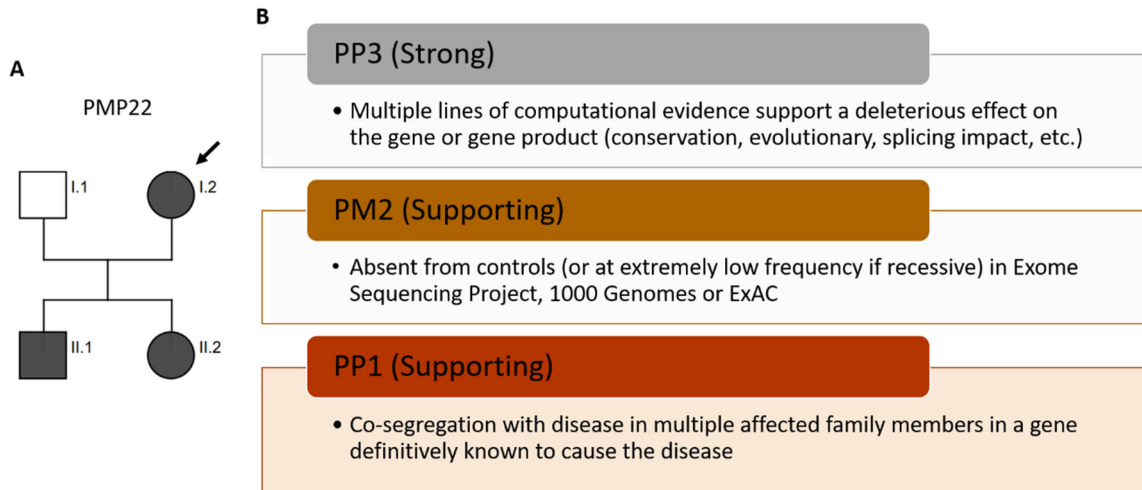 A
PMP22
I.1
I.2
II.1
II.2
B
PP3 (Strong)
• Multiple lines of computational evidence support a deleterious effect on
the gene or gene product (conservation, evolutionary, splicing impact, etc.)
PM2 (Supporting)
• Absent from controls (or at extremely low frequency if recessive) in Exome
Sequencing Project, 1000 Genomes or ExAC
PP1 (Supporting)
• Co-segregation with disease in multiple affected family members in a gene
definitively known to cause the disease